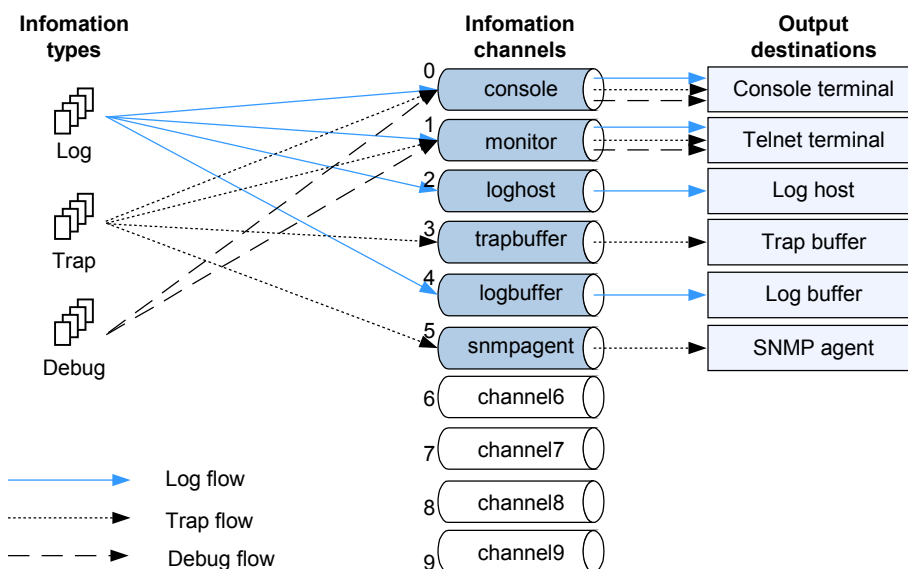 Infomation types
Infomation channels
Output destinations
0
console
Console terminal
Log
1
monitor
Telnet terminal
2
loghost
Log host
Trap
3
trapbuffer
Trap buffer
4
logbuffer
Log buffer
Debug
5
snmpagent
SNMP agent
6
channel6
7
channel7
Log flow
8
channel8
Trap flow
9
channel9
Debug flow